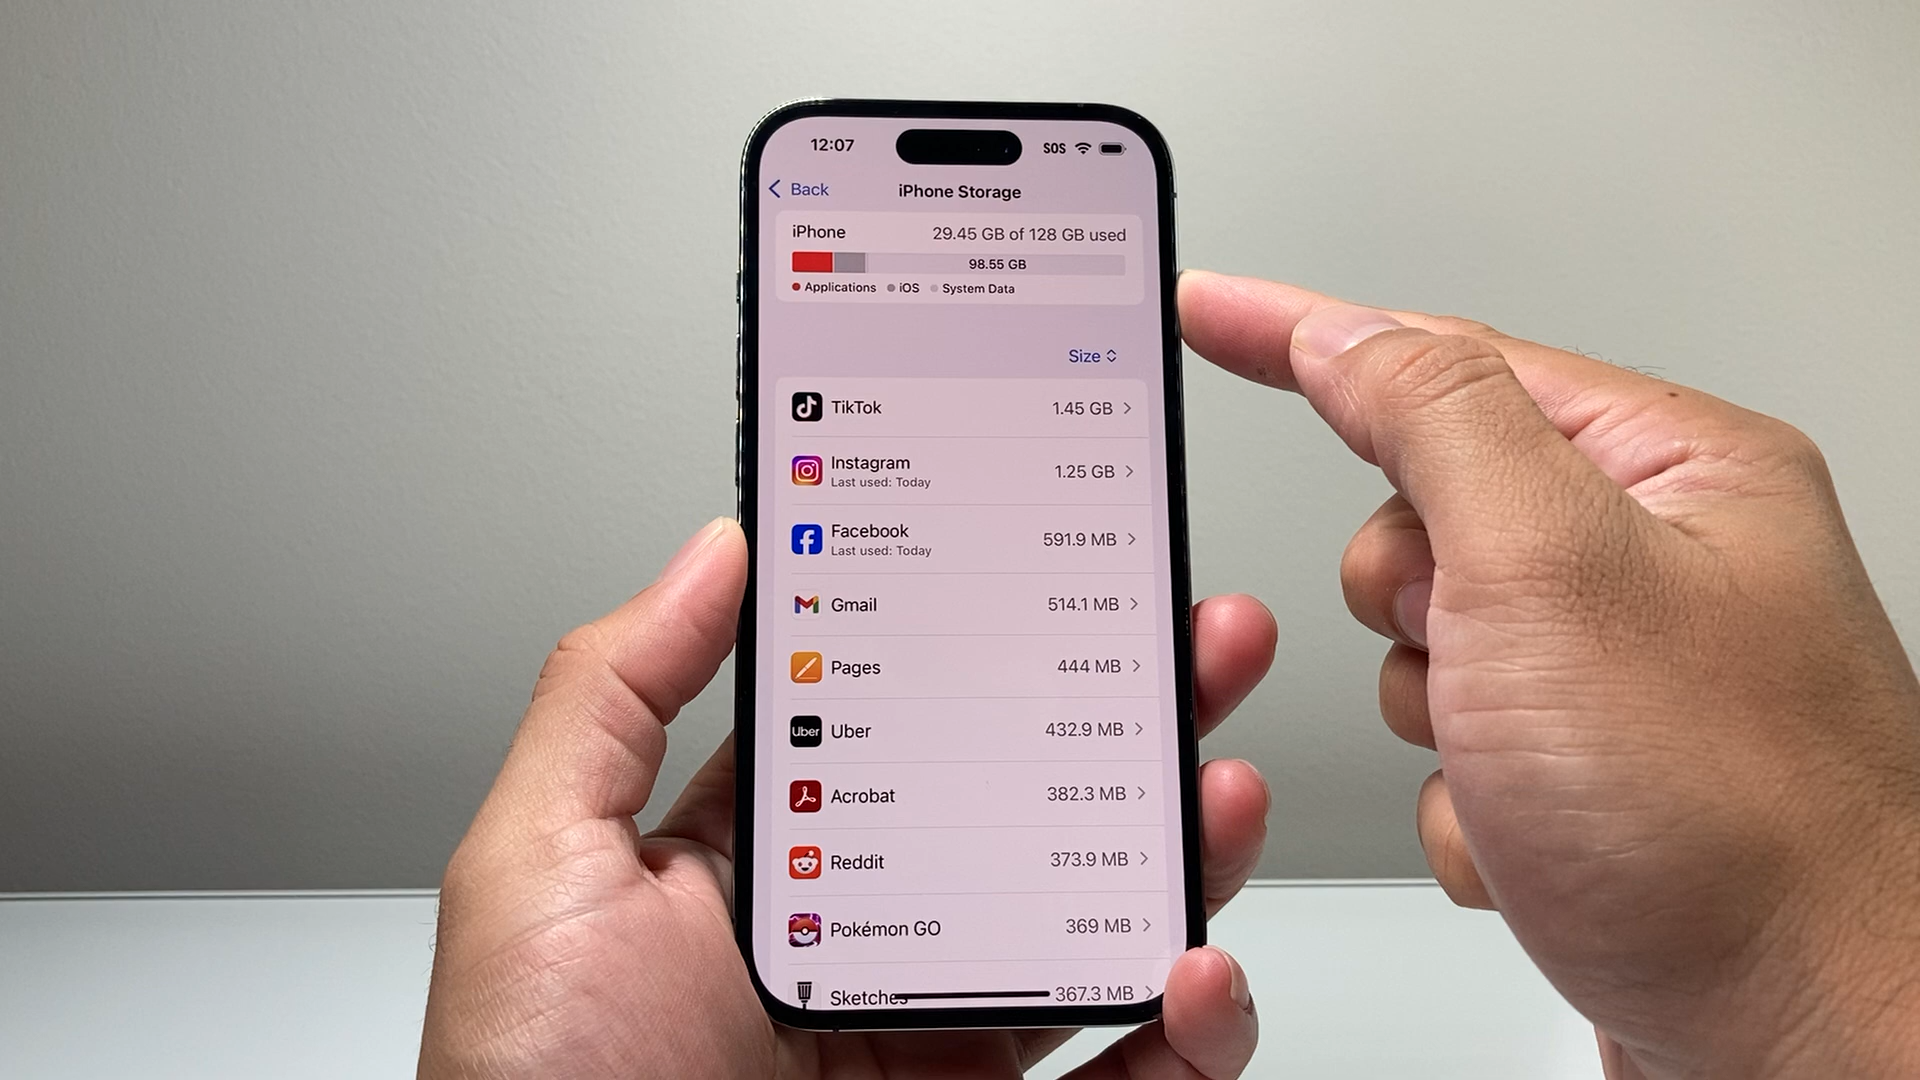 12:07 SOS
Back iPhone Storage
iPhone 29.45 GB of 128 GB used
98.55 GB
Applications iOS System Data
Size
TikTok 1.45 GB
Instagram 1.25 GB
Last used: Today
Facebook 591.9 MB
Last used: Today
Gmail 514.1 MB
Pages 444 MB
Uber Uber 432.9 MB
Acrobat 382.3 MB
Reddit 373.9 MB
Pokémon GO 369 MB
Sketches 367.3 MB